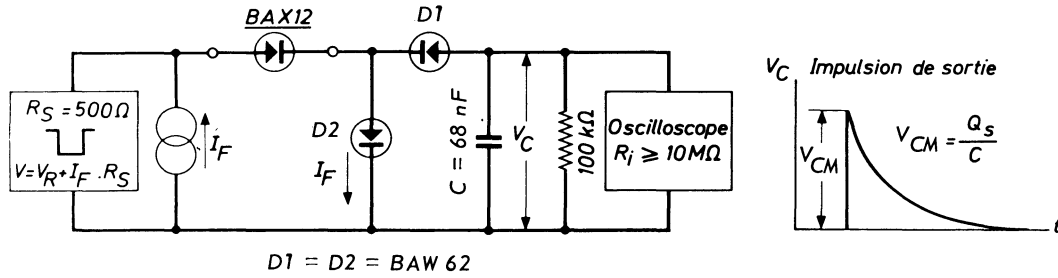 BAX12
D1
R_S = 500Ω
V=V_R+I_F .R_S
I_F
D2
I_F
C = 68 nF
V_C
100 kΩ
Oscilloscope
R_i ⩾ 10MΩ
D1 = D2 = BAW 62
V_C Impulsion de sortie
V_CM
V_CM = Q_s
C
t